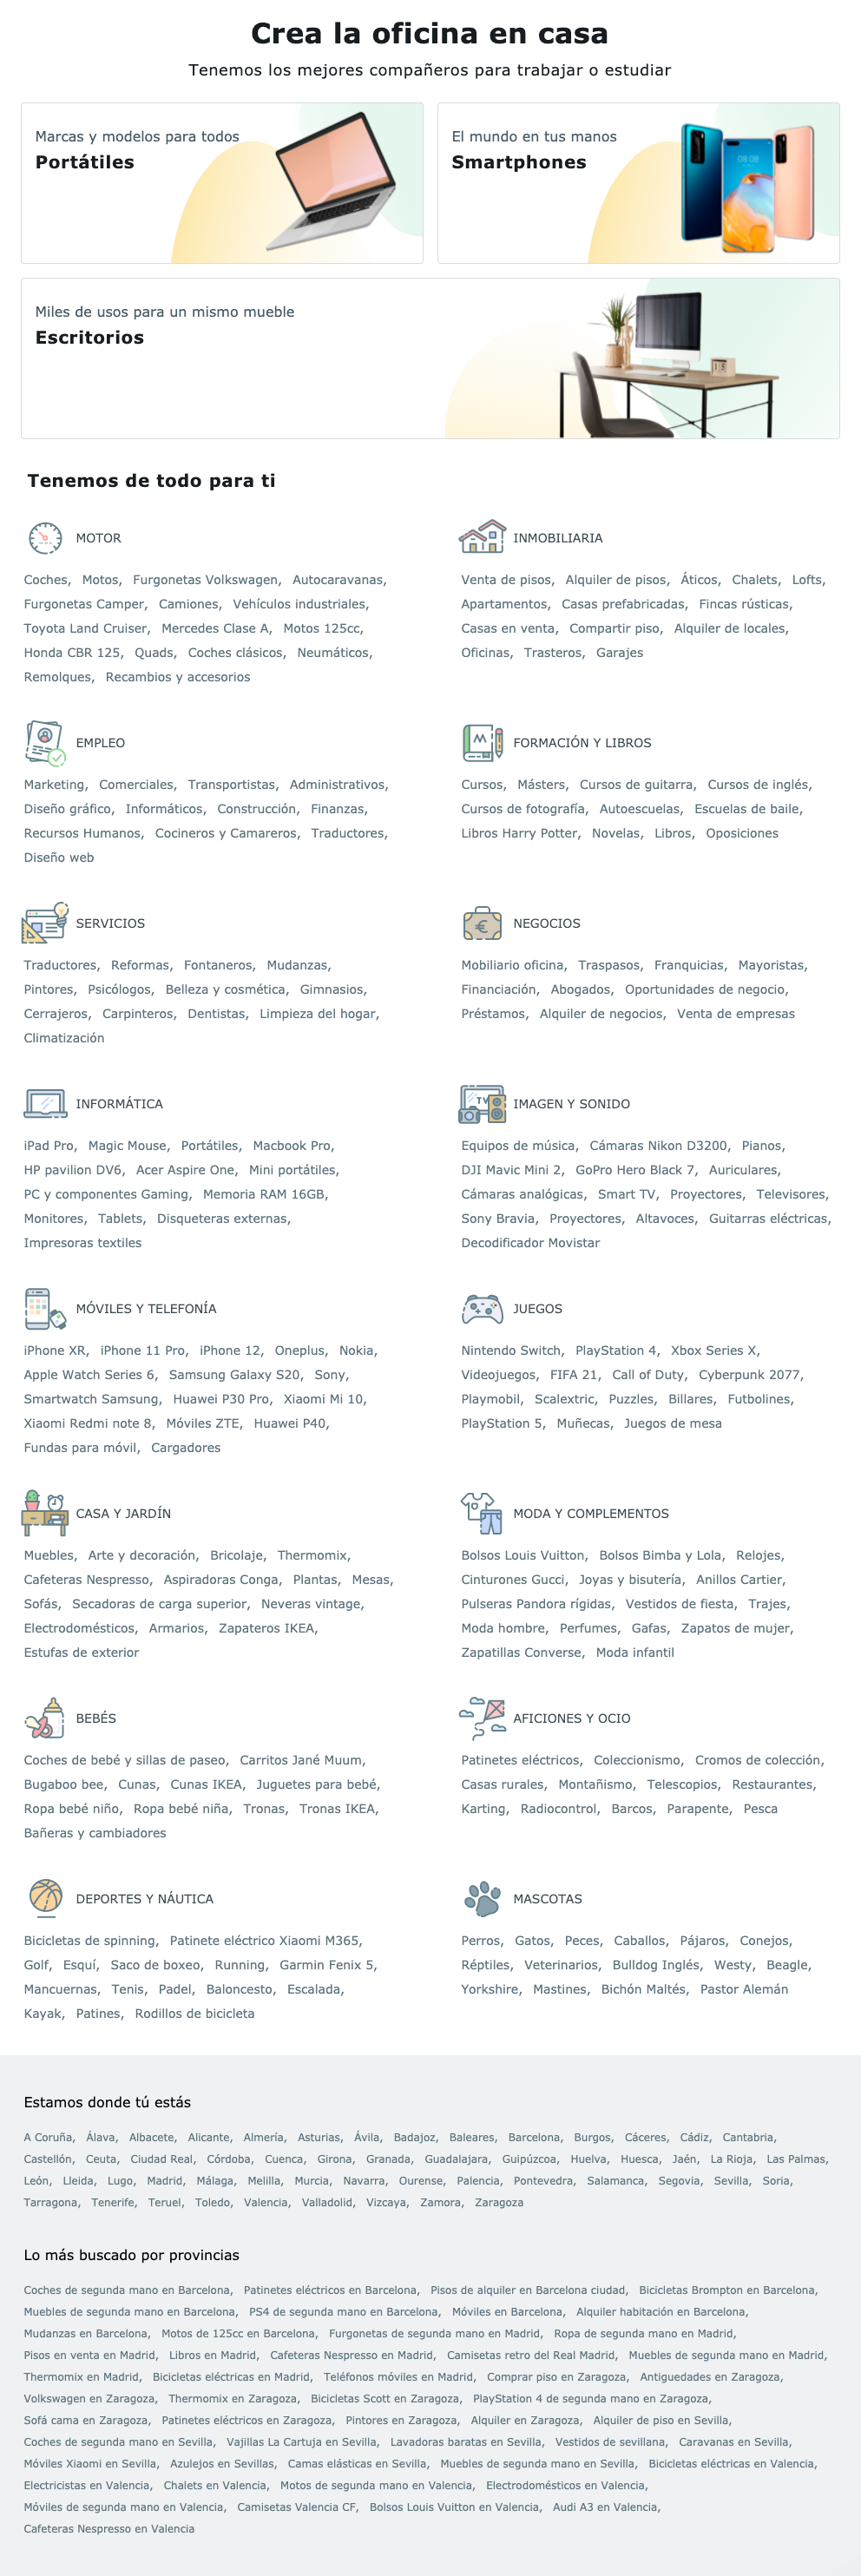 Crea la oficina en casa
Tenemos los mejores compañeros para trabajar o estudiar
Marcas y modelos para todos
Portátiles
El mundo en tus manos
Smartphones
08 08
Miles de usos para un mismo mueble
Escritorios
15
Tenemos de todo para ti
MOTOR
Coches, Motos, Furgonetas Volkswagen, Autocaravanas,
Furgonetas Camper, Camiones, Vehículos industriales,
Toyota Land Cruiser, Mercedes Clase A, Motos 125cc,
Honda CBR 125, Quads, Coches clásicos, Neumáticos,
Remolques, Recambios y accesorios
INMOBILIARIA
Venta de pisos, Alquiler de pisos, Áticos, Chalets, Lofts,
Apartamentos, Casas prefabricadas, Fincas rústicas,
Casas en venta, Compartir piso, Alquiler de locales,
Oficinas, Trasteros, Garajes
EMPLEO
Marketing, Comerciales, Transportistas, Administrativos,
Diseño gráfico, Informáticos, Construcción, Finanzas,
Recursos Humanos, Cocineros y Camareros, Traductores,
Diseño web
FORMACIÓN Y LIBROS
Cursos, Másters, Cursos de guitarra, Cursos de inglés,
Cursos de fotografía, Autoescuelas, Escuelas de baile,
Libros Harry Potter, Novelas, Libros, Oposiciones
SERVICIOS
Traductores, Reformas, Fontaneros, Mudanzas,
Pintores, Psicólogos, Belleza y cosmética, Gimnasios,
Cerrajeros, Carpinteros, Dentistas, Limpieza del hogar,
Climatización
€
NEGOCIOS
Mobiliario oficina, Traspasos, Franquicias, Mayoristas,
Financiación, Abogados, Oportunidades de negocio,
Préstamos, Alquiler de negocios, Venta de empresas
INFORMÁTICA
iPad Pro, Magic Mouse, Portátiles, Macbook Pro,
HP pavilion DV6, Acer Aspire One, Mini portátiles,
PC y componentes Gaming, Memoria RAM 16GB,
Monitores, Tablets, Disqueteras externas,
Impresoras textiles
TV
IMAGEN Y SONIDO
Equipos de música, Cámaras Nikon D3200, Pianos,
DJI Mavic Mini 2, GoPro Hero Black 7, Auriculares,
Cámaras analógicas, Smart TV, Proyectores, Televisores,
Sony Bravia, Proyectores, Altavoces, Guitarras eléctricas,
Decodificador Movistar
MÓVILES Y TELEFONÍA
iPhone XR, iPhone 11 Pro, iPhone 12, Oneplus, Nokia,
Apple Watch Series 6, Samsung Galaxy S20, Sony,
Smartwatch Samsung, Huawei P30 Pro, Xiaomi Mi 10,
Xiaomi Redmi note 8, Móviles ZTE, Huawei P40,
Fundas para móvil, Cargadores
JUEGOS
Nintendo Switch, PlayStation 4, Xbox Series X,
Videojuegos, FIFA 21, Call of Duty, Cyberpunk 2077,
Playmobil, Scalextric, Puzzles, Billares, Futbolines,
PlayStation 5, Muñecas, Juegos de mesa
CASA Y JARDÍN
Muebles, Arte y decoración, Bricolaje, Thermomix,
Cafeteras Nespresso, Aspiradoras Conga, Plantas, Mesas,
Sofás, Secadoras de carga superior, Neveras vintage,
Electrodomésticos, Armarios, Zapateros IKEA,
Estufas de exterior
MODA Y COMPLEMENTOS
Bolsos Louis Vuitton, Bolsos Bimba y Lola, Relojes,
Cinturones Gucci, Joyas y bisutería, Anillos Cartier,
Pulseras Pandora rígidas, Vestidos de fiesta, Trajes,
Moda hombre, Perfumes, Gafas, Zapatos de mujer,
Zapatillas Converse, Moda infantil
BEBÉS
Coches de bebé y sillas de paseo, Carritos Jané Muum,
Bugaboo bee, Cunas, Cunas IKEA, Juguetes para bebé,
Ropa bebé niño, Ropa bebé niña, Tronas, Tronas IKEA,
Bañeras y cambiadores
AFICIONES Y OCIO
Patinetes eléctricos, Coleccionismo, Cromos de colección,
Casas rurales, Montañismo, Telescopios, Restaurantes,
Karting, Radiocontrol, Barcos, Parapente, Pesca
DEPORTES Y NÁUTICA
Bicicletas de spinning, Patinete eléctrico Xiaomi M365,
Golf, Esquí, Saco de boxeo, Running, Garmin Fenix 5,
Mancuernas, Tenis, Padel, Baloncesto, Escalada,
Kayak, Patines, Rodillos de bicicleta
MASCOTAS
Perros, Gatos, Peces, Caballos, Pájaros, Conejos,
Réptiles, Veterinarios, Bulldog Inglés, Westy, Beagle,
Yorkshire, Mastines, Bichón Maltés, Pastor Alemán
Estamos donde tú estás
A Coruña, Álava, Albacete, Alicante, Almería, Asturias, Ávila, Badajoz, Baleares, Barcelona, Burgos, Cáceres, Cádiz, Cantabria,
Castellón, Ceuta, Ciudad Real, Córdoba, Cuenca, Girona, Granada, Guadalajara, Guipúzcoa, Huelva, Huesca, Jaén, La Rioja, Las Palmas,
León, Lleida, Lugo, Madrid, Málaga, Melilla, Murcia, Navarra, Ourense, Palencia, Pontevedra, Salamanca, Segovia, Sevilla, Soria,
Tarragona, Tenerife, Teruel, Toledo, Valencia, Valladolid, Vizcaya, Zamora, Zaragoza
Lo más buscado por provincias
Coches de segunda mano en Barcelona, Patinetes eléctricos en Barcelona, Pisos de alquiler en Barcelona ciudad, Bicicletas Brompton en Barcelona,
Muebles de segunda mano en Barcelona, PS4 de segunda mano en Barcelona, Móviles en Barcelona, Alquiler habitación en Barcelona,
Mudanzas en Barcelona, Motos de 125cc en Barcelona, Furgonetas de segunda mano en Madrid, Ropa de segunda mano en Madrid,
Pisos en venta en Madrid, Libros en Madrid, Cafeteras Nespresso en Madrid, Camisetas retro del Real Madrid, Muebles de segunda mano en Madrid,
Thermomix en Madrid, Bicicletas eléctricas en Madrid, Teléfonos móviles en Madrid, Comprar piso en Zaragoza, Antiguedades en Zaragoza,
Volkswagen en Zaragoza, Thermomix en Zaragoza, Bicicletas Scott en Zaragoza, PlayStation 4 de segunda mano en Zaragoza,
Sofá cama en Zaragoza, Patinetes eléctricos en Zaragoza, Pintores en Zaragoza, Alquiler en Zaragoza, Alquiler de piso en Sevilla,
Coches de segunda mano en Sevilla, Vajillas La Cartuja en Sevilla, Lavadoras baratas en Sevilla, Vestidos de sevillana, Caravanas en Sevilla,
Móviles Xiaomi en Sevilla, Azulejos en Sevillas, Camas elásticas en Sevilla, Muebles de segunda mano en Sevilla, Bicicletas eléctricas en Valencia,
Electricistas en Valencia, Chalets en Valencia, Motos de segunda mano en Valencia, Electrodomésticos en Valencia,
Móviles de segunda mano en Valencia, Camisetas Valencia CF, Bolsos Louis Vuitton en Valencia, Audi A3 en Valencia,
Cafeteras Nespresso en Valencia